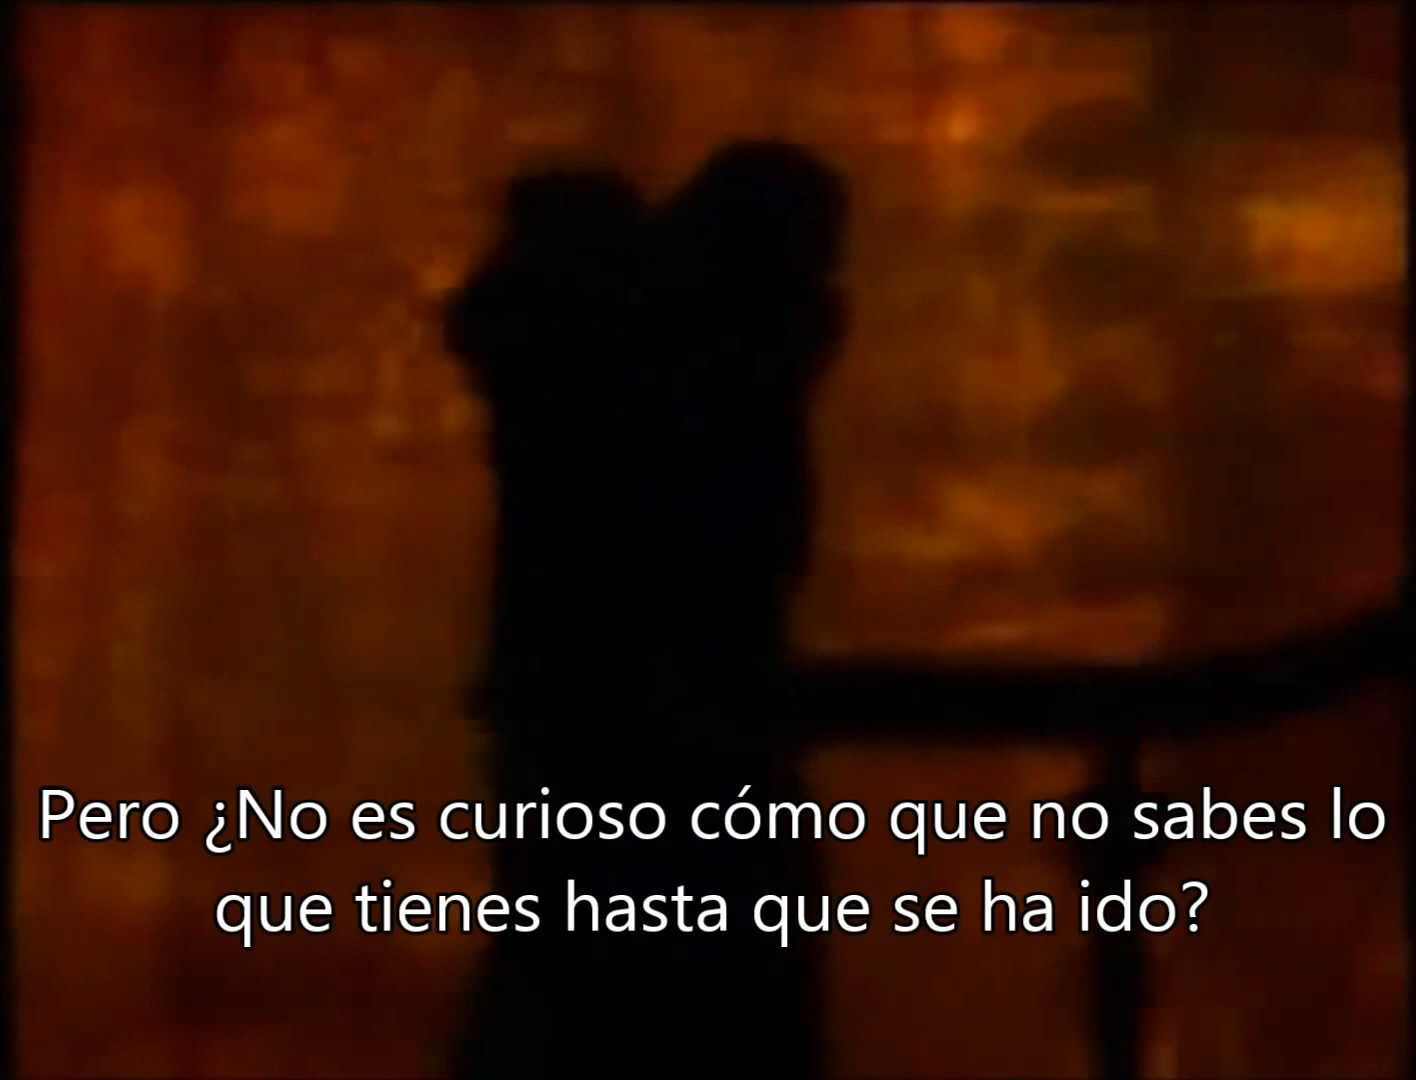 Pero ¿No es curioso cómo que no sabes lo
que tienes hasta que se ha ido?